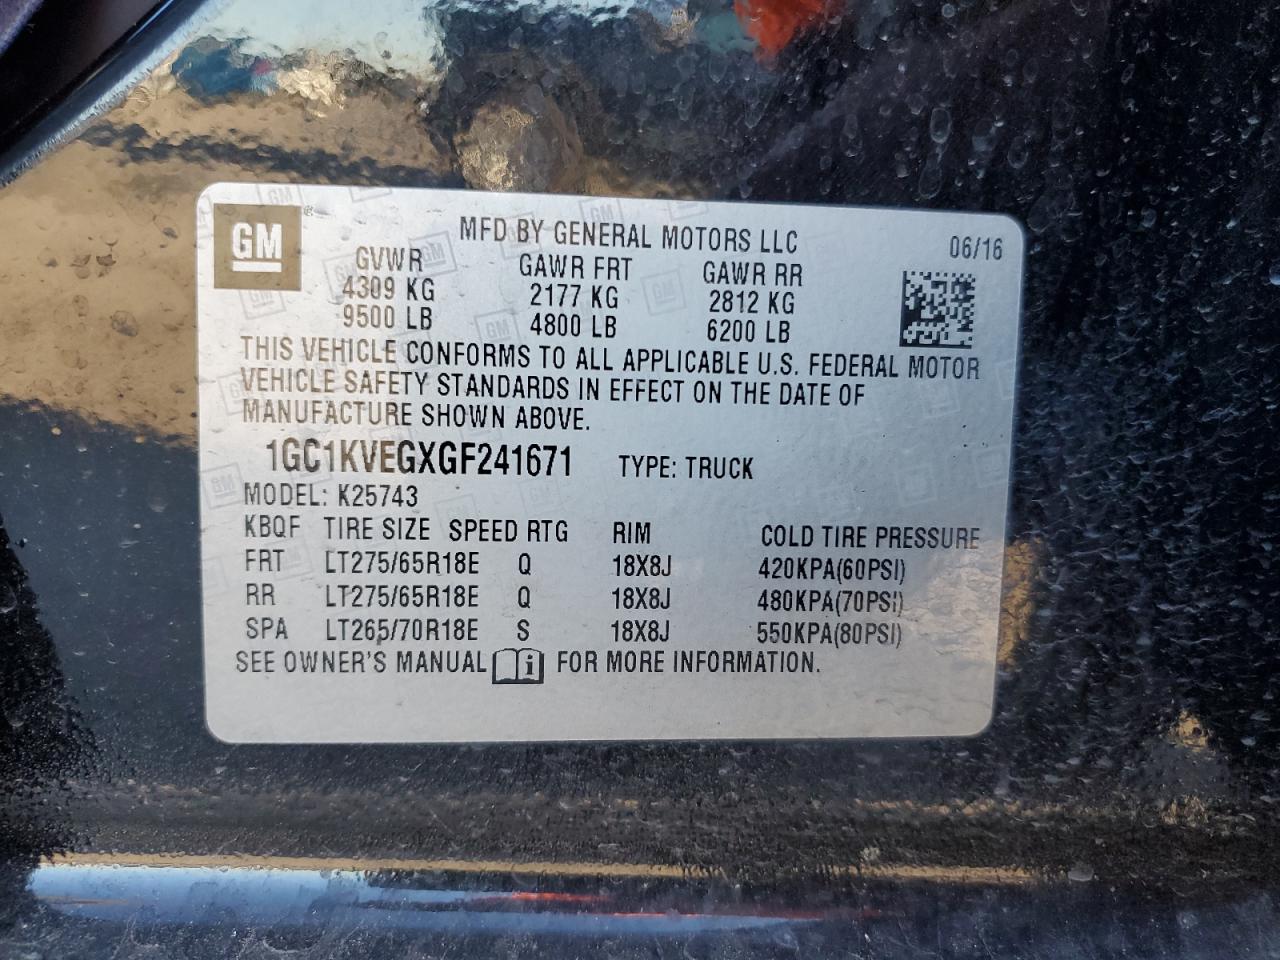 GM ®
MFD BY GENERAL MOTORS LLC 06/16
GVWR GAWR FRT GAWR RR
4309 KG 2177 KG 2812 KG
9500 LB 4800 LB 6200 LB
THIS VEHICLE CONFORMS TO ALL APPLICABLE U.S. FEDERAL MOTOR
VEHICLE SAFETY STANDARDS IN EFFECT ON THE DATE OF
MANUFACTURE SHOWN ABOVE.
1GC1KVEGXGF241671 TYPE: TRUCK
MODEL: K25743
KBQF TIRE SIZE SPEED RTG RIM COLD TIRE PRESSURE
FRT LT275/65R18E Q 18X8J 420KPA(60PSI)
RR LT275/65R18E Q 18X8J 480KPA(70PSI)
SPA LT265/70R18E S 18X8J 550KPA(80PSI)
SEE OWNER'S MANUAL i FOR MORE INFORMATION.